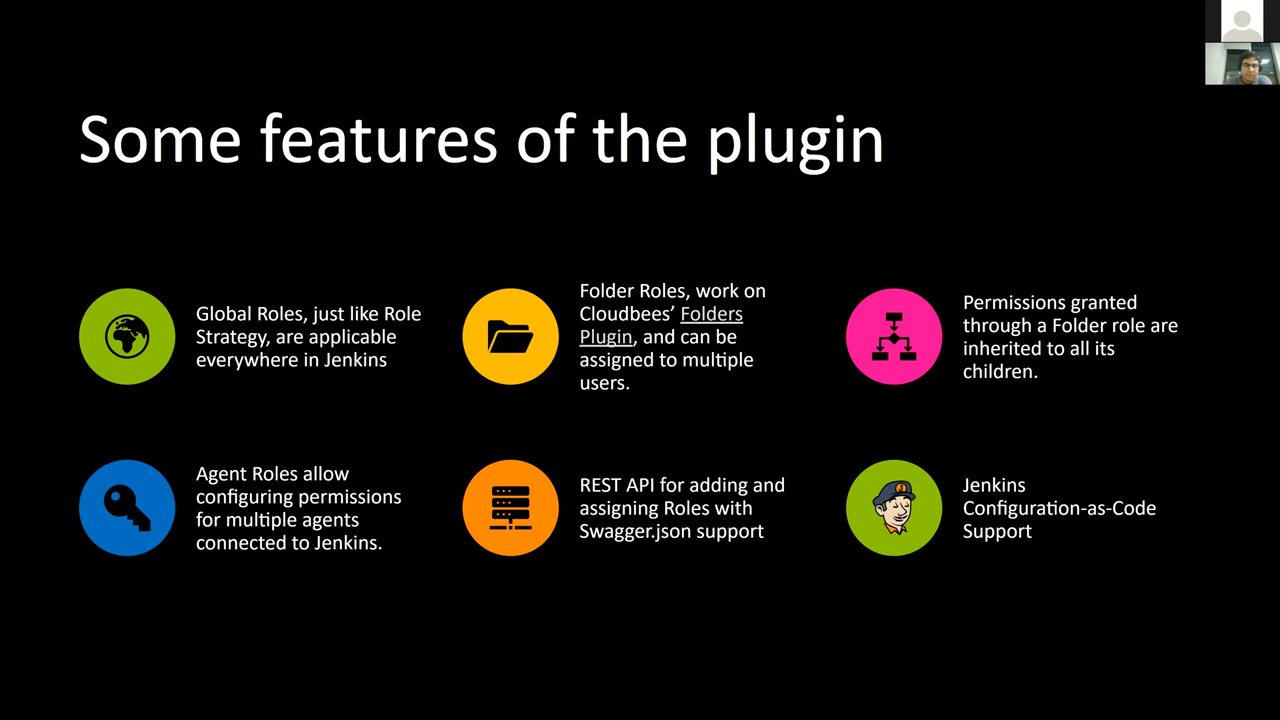 Some features of the plugin
Global Roles, just like Role
Strategy, are applicable
everywhere in Jenkins
Folder Roles, work on
Cloudbees’ Folders
Plugin, and can be
assigned to multiple
users.
Permissions granted
through a Folder role are
inherited to all its
children.
Agent Roles allow
configuring permissions
for multiple agents
connected to Jenkins.
REST API for adding and
assigning Roles with
Swagger.json support
Jenkins
Configuration-as-Code
Support